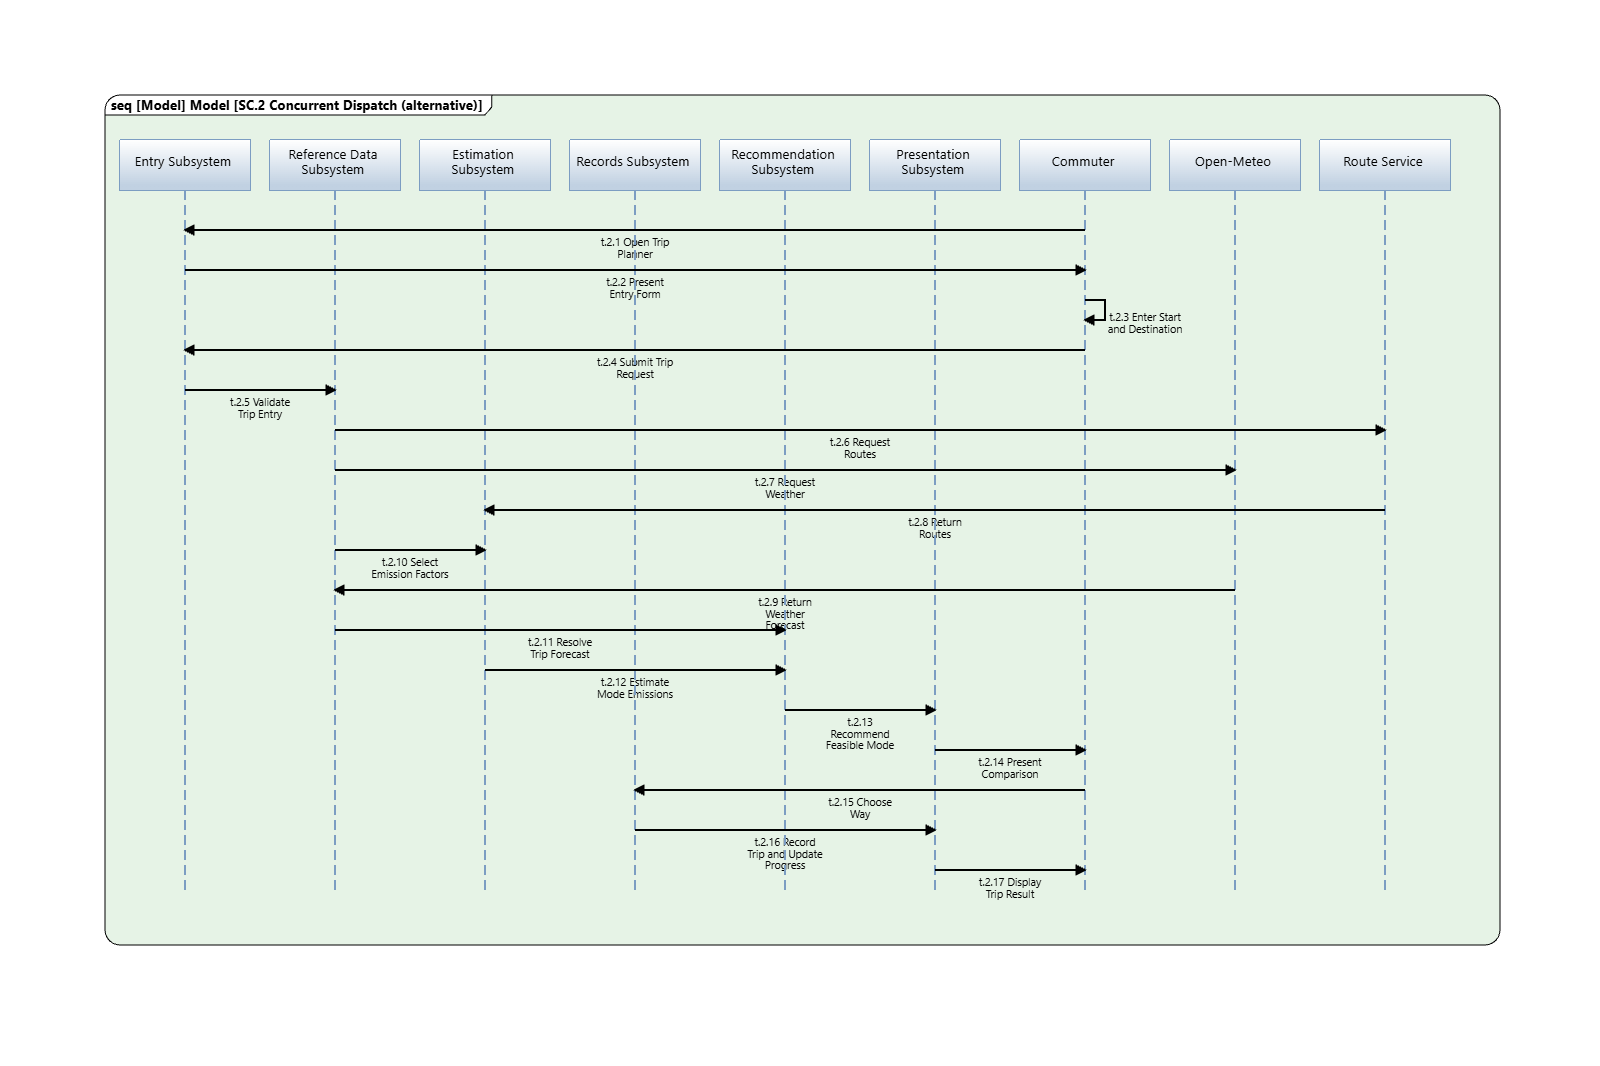 seq [Model] Model [SC.2 Concurrent Dispatch (alternative)]
Entry Subsystem
Reference Data
Subsystem
Estimation
Subsystem
Records Subsystem
Recommendation
Subsystem
Presentation
Subsystem
Commuter
Open-Meteo
Route Service
t.2.1 Open Trip
Planner
t.2.2 Present
Entry Form
t.2.3 Enter Start
and Destination
t.2.4 Submit Trip
Request
t.2.5 Validate
Trip Entry
t.2.6 Request
Routes
t.2.7 Request
Weather
t.2.8 Return
Routes
t.2.10 Select
Emission Factors
t.2.9 Return
Weather
Forecast
t.2.11 Resolve
Trip Forecast
t.2.12 Estimate
Mode Emissions
t.2.13
Recommend
Feasible Mode
t.2.14 Present
Comparison
t.2.15 Choose
Way
t.2.16 Record
Trip and Update
Progress
t.2.17 Display
Trip Result